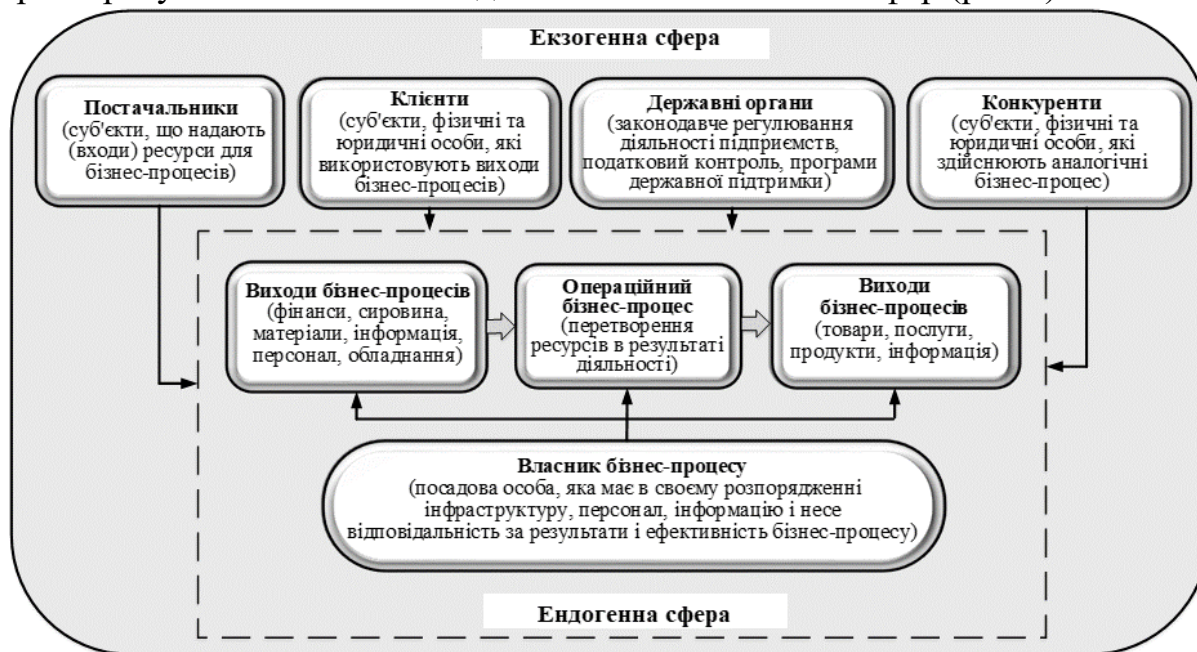 Екзогенна сфера
Постачальники
(суб'єкти, що надають
(входи) ресурси для
бізнес-процесів)
Клієнти
(суб'єкти, фізичні та
юридичні особи, які
використовують виходи
бізнес-процесів)
Державні органи
(законодавче регулювання
діяльності підприємств,
податковий контроль, програми
державної підтримки)
Конкуренти
(суб'єкти, фізичні та
юридичні особи, які
здійснюють аналогічні
бізнес-процес)
Виходи бізнес-процесів
(фінанси, сировина,
матеріали, інформація,
персонал, обладнання)
Операційний
бізнес-процес
(перетворення
ресурсів в результаті
діяльності)
Виходи
бізнес-процесів
(товари, послуги,
продукти, інформація)
Власник бізнес-процесу
(посадова особа, яка має в своєму розпорядженні
інфраструктуру, персонал, інформацію і несе
відповідальність за результати і ефективність бізнес-процесу)
Ендогенна сфера